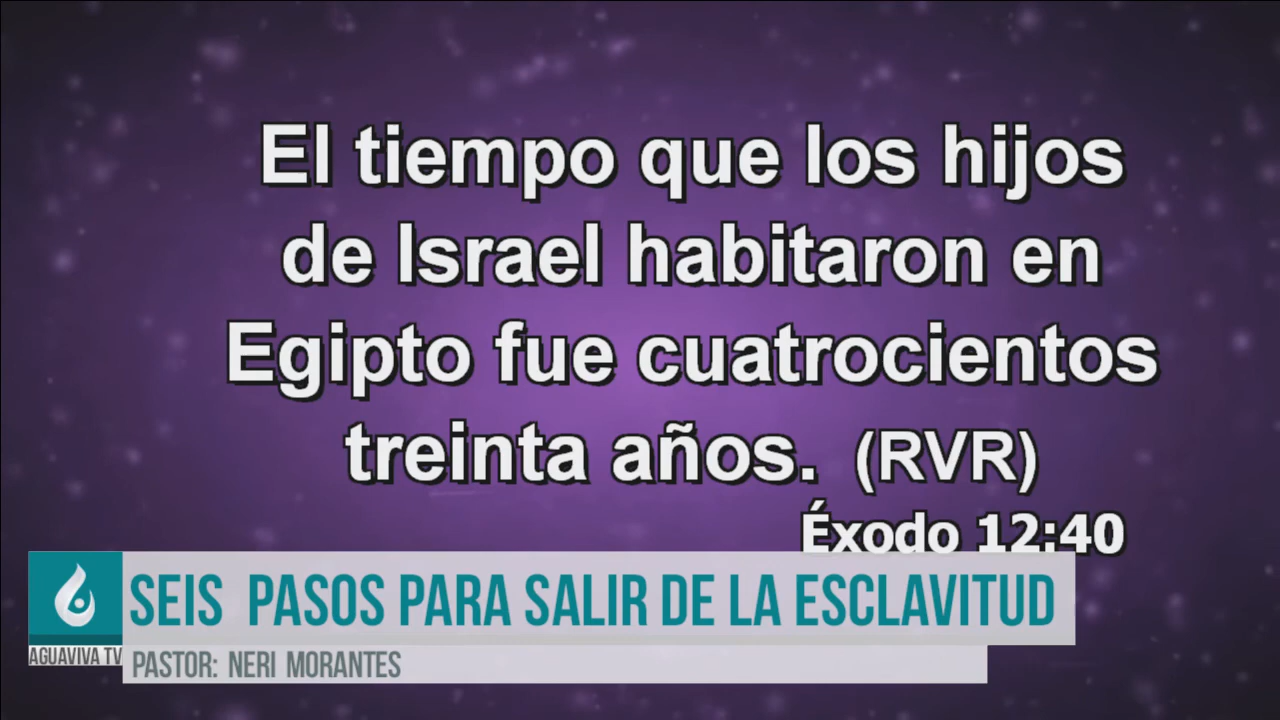 El tiempo que los hijos
de Israel habitaron en
Egipto fue cuatrocientos
treinta años. (RVR)
Éxodo 12:40
SEIS PASOS PARA SALIR DE LA ESCLAVITUD
AGUAVIVA TV
PASTOR: NERI MORANTES